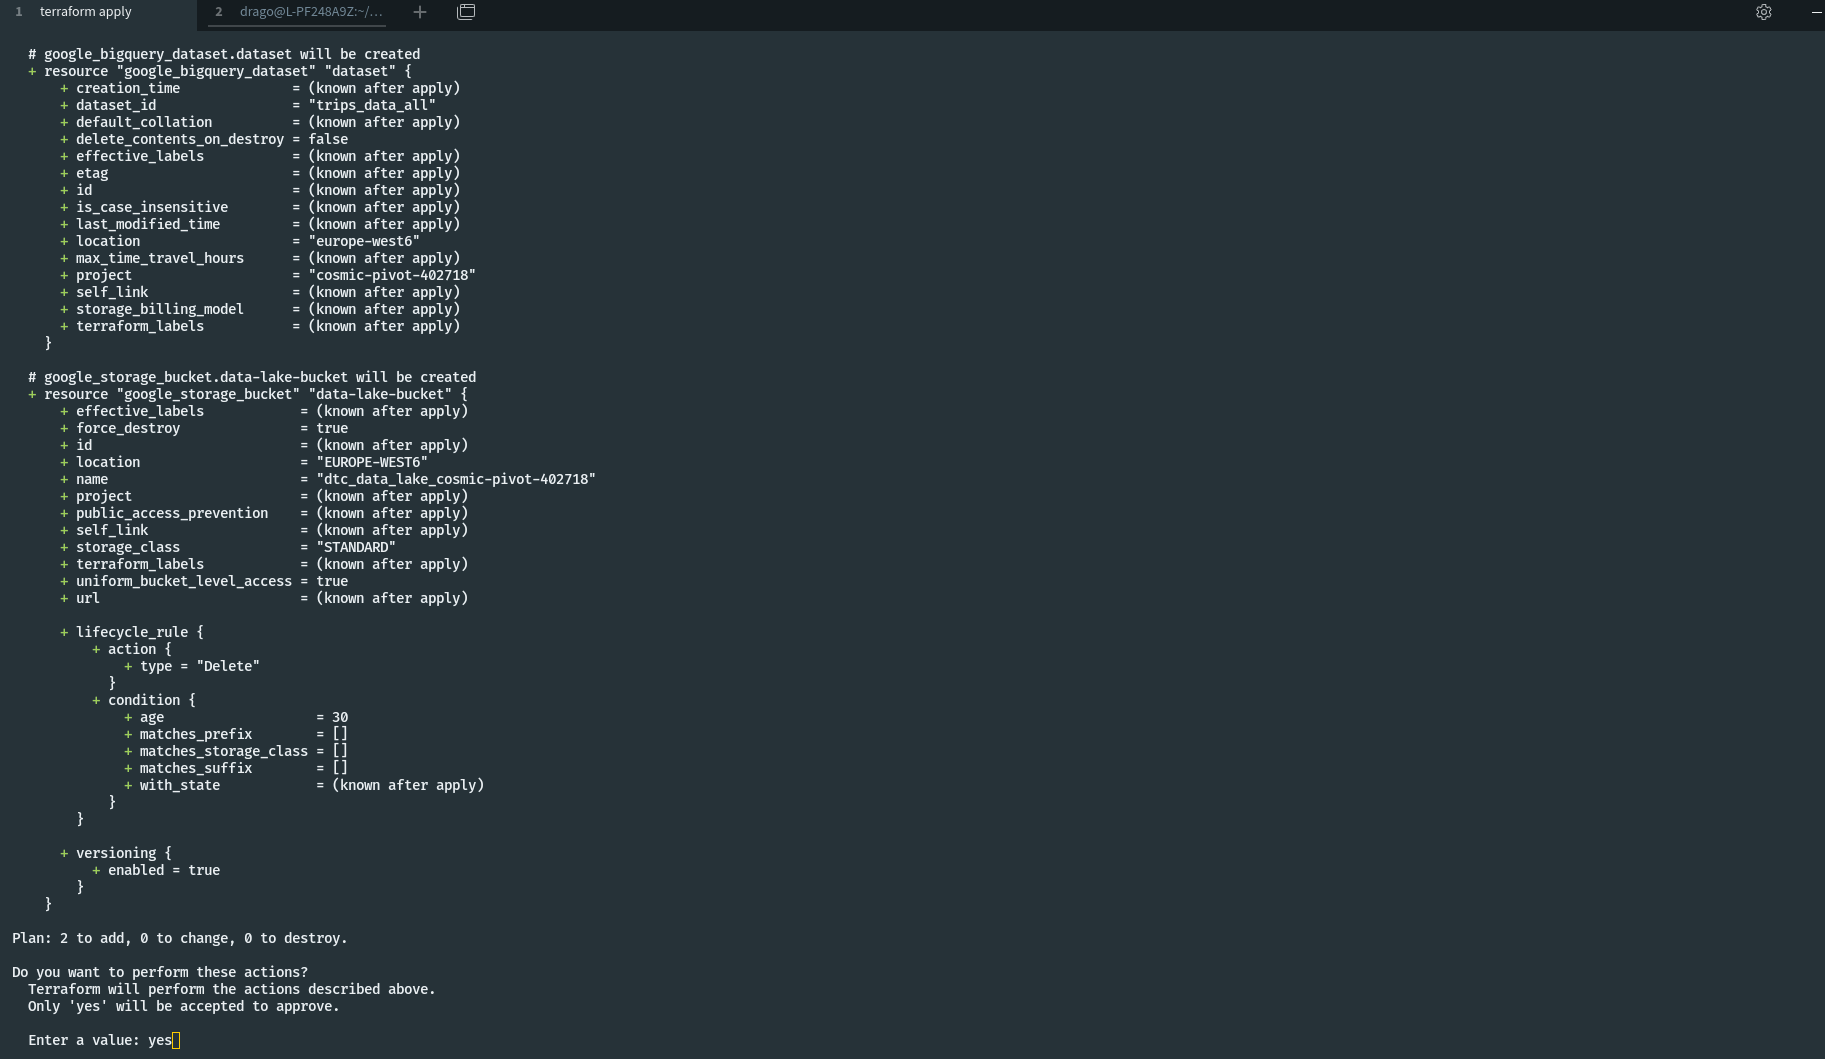 1 terraform apply 2 drago@L-PF248A9Z:~/...
# google_bigquery_dataset.dataset will be created
+ resource "google_bigquery_dataset" "dataset" {
+ creation_time = (known after apply)
+ dataset_id = "trips_data_all"
+ default_collation = (known after apply)
+ delete_contents_on_destroy = false
+ effective_labels = (known after apply)
+ etag = (known after apply)
+ id = (known after apply)
+ is_case_insensitive = (known after apply)
+ last_modified_time = (known after apply)
+ location = "europe-west6"
+ max_time_travel_hours = (known after apply)
+ project = "cosmic-pivot-402718"
+ self_link = (known after apply)
+ storage_billing_model = (known after apply)
+ terraform_labels = (known after apply)
}
# google_storage_bucket.data-lake-bucket will be created
+ resource "google_storage_bucket" "data-lake-bucket" {
+ effective_labels = (known after apply)
+ force_destroy = true
+ id = (known after apply)
+ location = "EUROPE-WEST6"
+ name = "dtc_data_lake_cosmic-pivot-402718"
+ project = (known after apply)
+ public_access_prevention = (known after apply)
+ self_link = (known after apply)
+ storage_class = "STANDARD"
+ terraform_labels = (known after apply)
+ uniform_bucket_level_access = true
+ url = (known after apply)
+ lifecycle_rule {
+ action {
+ type = "Delete"
}
+ condition {
+ age = 30
+ matches_prefix = []
+ matches_storage_class = []
+ matches_suffix = []
+ with_state = (known after apply)
}
}
+ versioning {
+ enabled = true
}
}
Plan: 2 to add, 0 to change, 0 to destroy.
Do you want to perform these actions?
Terraform will perform the actions described above.
Only 'yes' will be accepted to approve.
Enter a value: yes